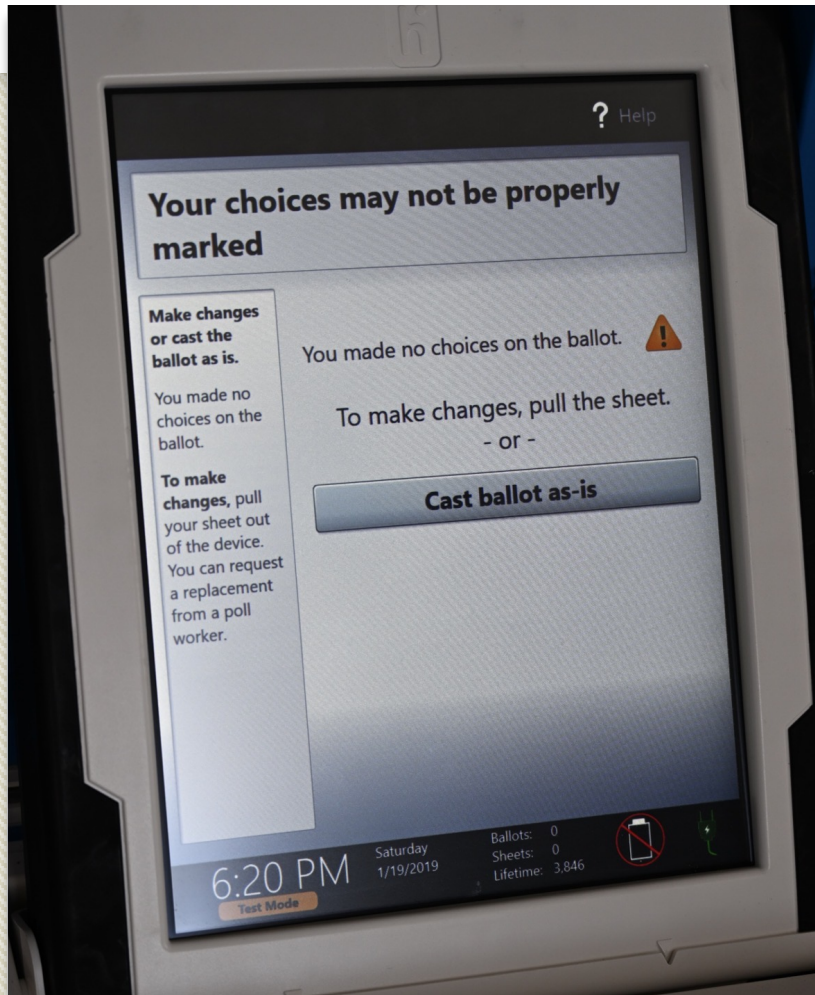 ? Help
Your choices may not be properly
marked
Make changes
or cast the
ballot as is.
You made no
choices on the
ballot.
To make
changes, pull
your sheet out
of the device.
You can request
a replacement
from a poll
worker.
You made no choices on the ballot.
To make changes, pull the sheet.
- or -
Cast ballot as-is
6:20 PM
Test Mode
Saturday
1/19/2019
Ballots: 0
Sheets: 0
Lifetime: 3,846